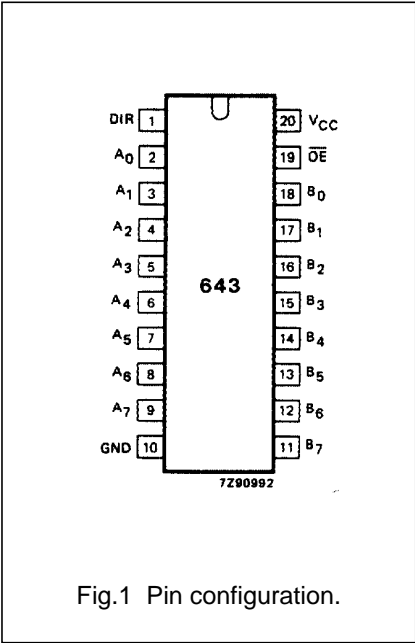 DIR 1 20 VCC
A0 2 19 OE
A1 3 18 B0
A2 4 17 B1
A3 5 16 B2
A4 6 643 15 B3
A5 7 14 B4
A6 8 13 B5
A7 9 12 B6
GND 10 11 B7
7Z90992
Fig.1 Pin configuration.